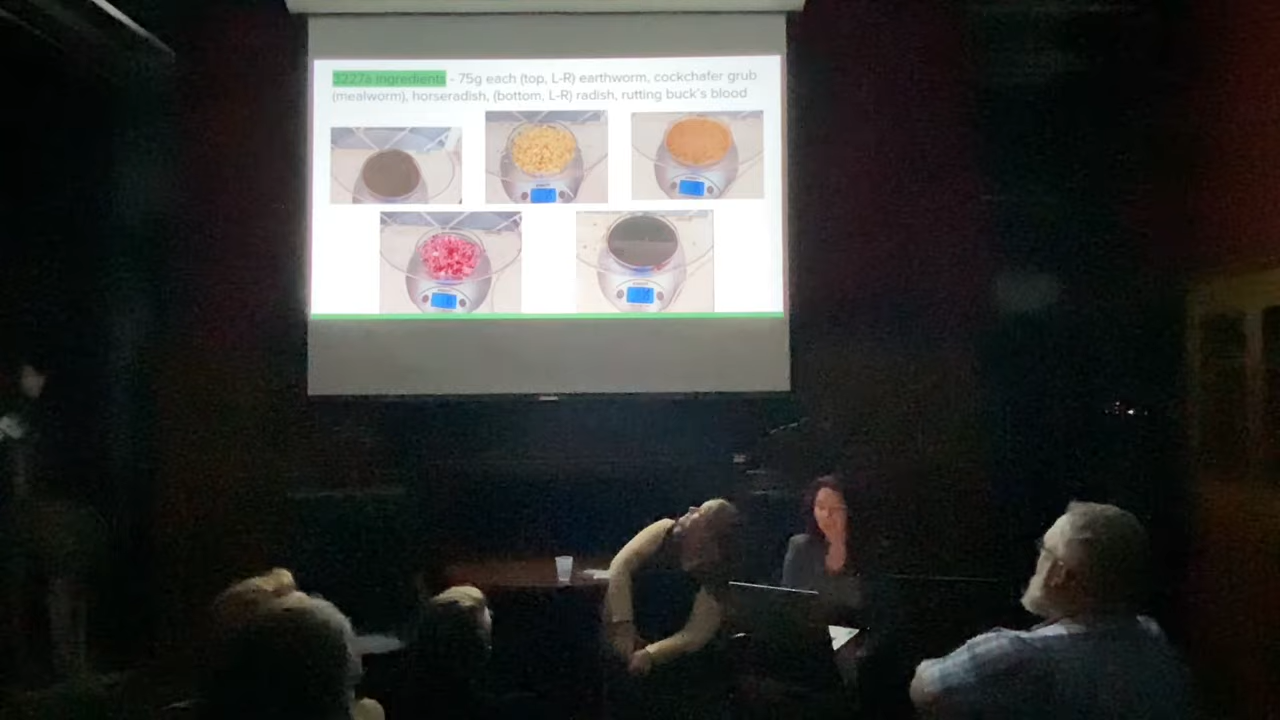 3227a ingredients - 75g each (top, L-R) earthworm, cockchafer grub
(mealworm), horseradish, (bottom, L-R) radish, rutting buck's blood